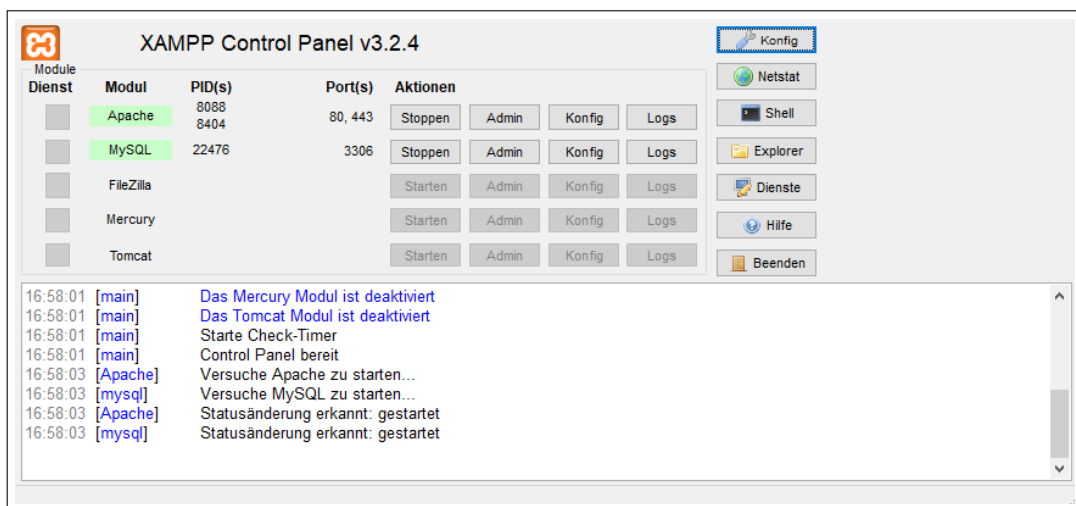 XAMPP Control Panel v3.2.4
Konfig
Module
Netstat
Dienst Modul PID(s) Port(s) Aktionen
Apache 8088 80, 443 Stoppen Admin Konfig Logs
8404
Shell
MySQL 22476 3306 Stoppen Admin Konfig Logs
Explorer
FileZilla Starten Admin Konfig Logs
Dienste
Mercury Starten Admin Konfig Logs
Hilfe
Tomcat Starten Admin Konfig Logs
Beenden
16:58:01 [main] Das Mercury Modul ist deaktiviert
16:58:01 [main] Das Tomcat Modul ist deaktiviert
16:58:01 [main] Starte Check-Timer
16:58:01 [main] Control Panel bereit
16:58:03 [Apache] Versuche Apache zu starten...
16:58:03 [mysql] Versuche MySQL zu starten...
16:58:03 [Apache] Statusänderung erkannt: gestartet
16:58:03 [mysql] Statusänderung erkannt: gestartet